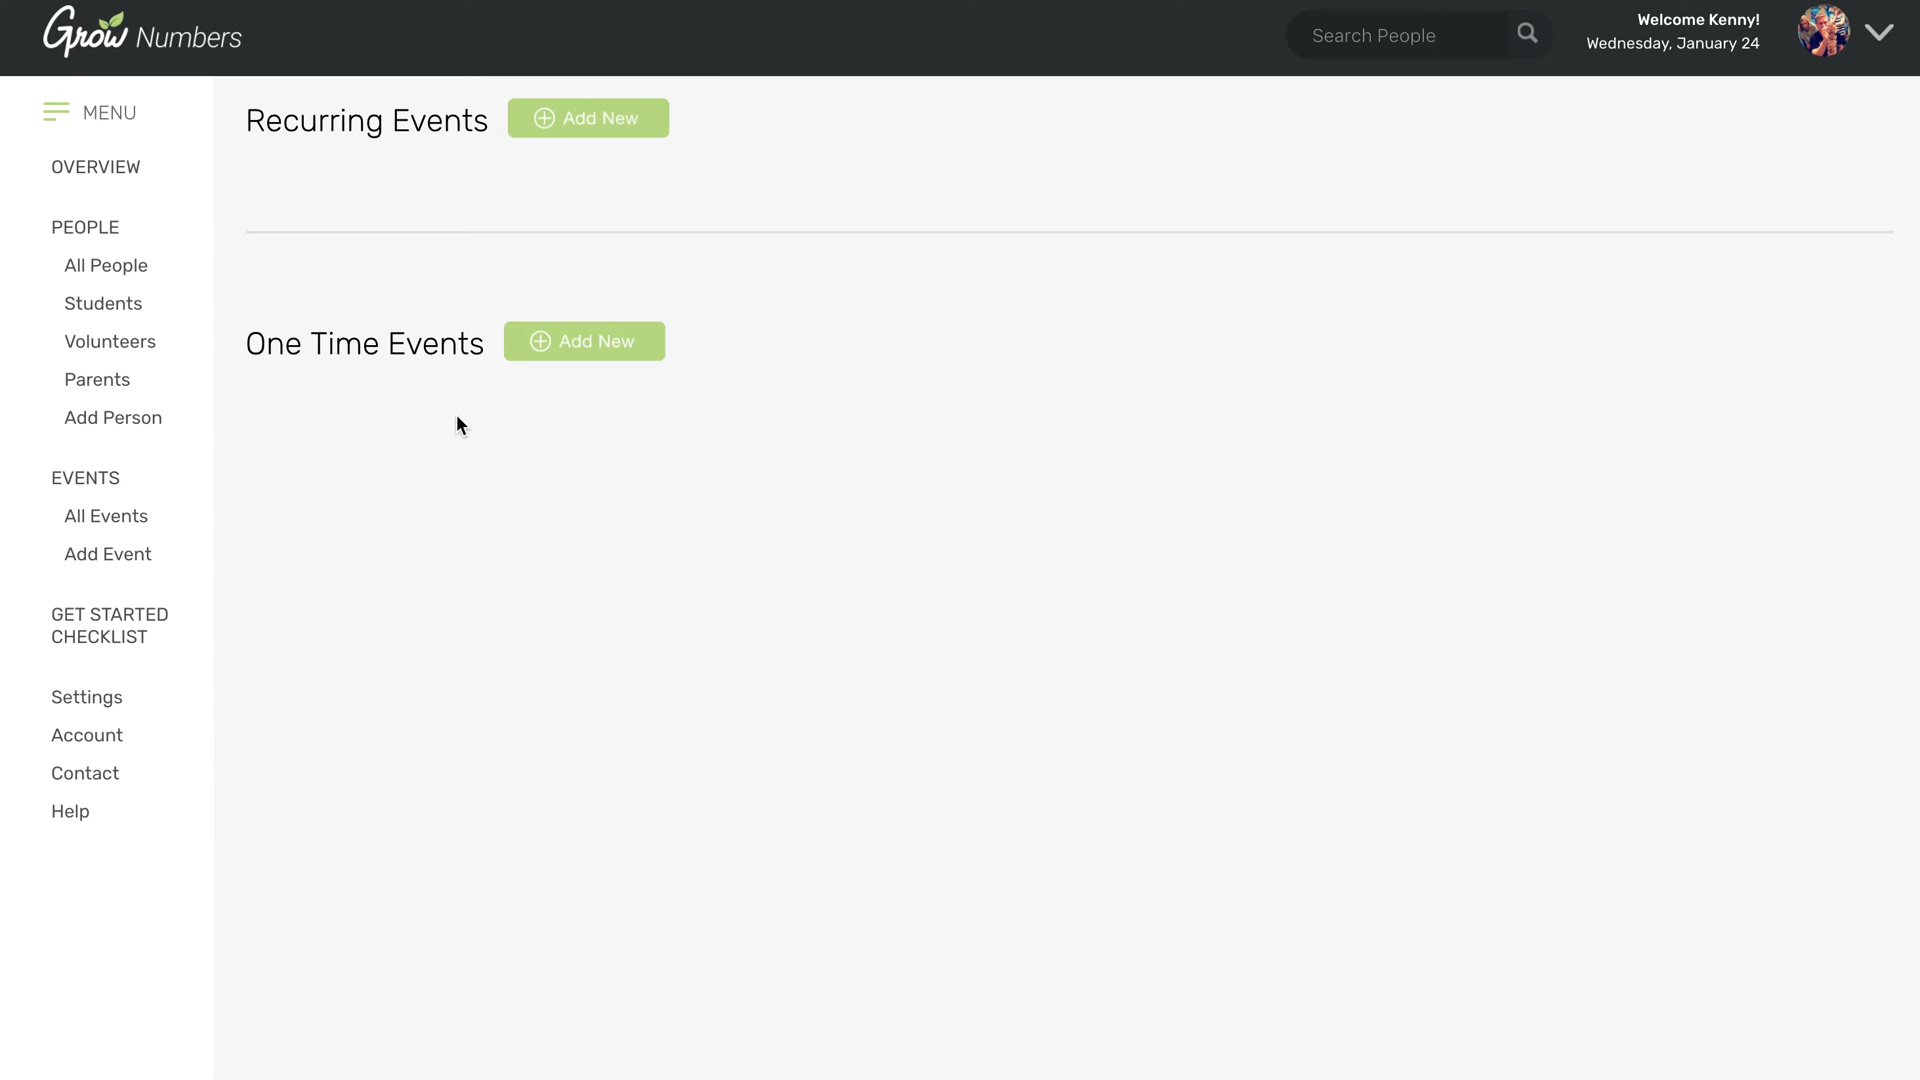 Grow Numbers
Search People
Welcome Kenny!
Wednesday, January 24
MENU
OVERVIEW
PEOPLE
All People
Students
Volunteers
Parents
Add Person
EVENTS
All Events
Add Event
GET STARTED
CHECKLIST
Settings
Account
Contact
Help
Recurring Events
Add New
One Time Events
Add New